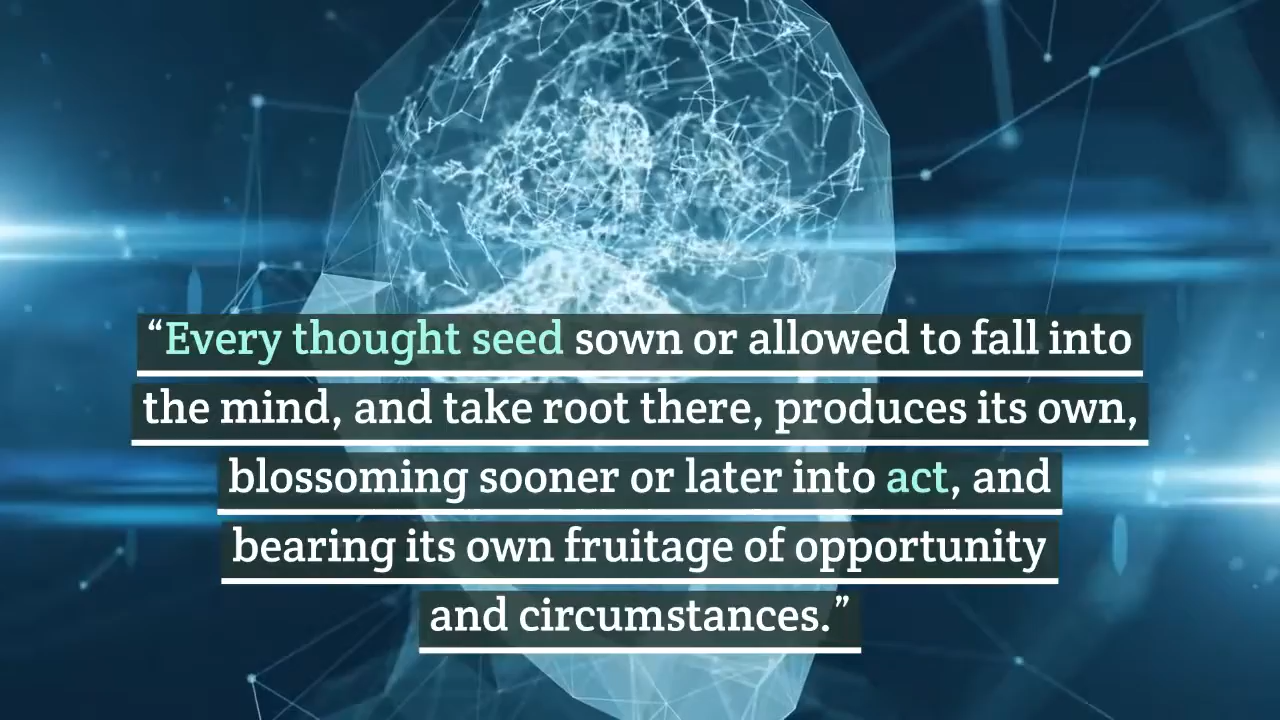 “Every thought seed sown or allowed to fall into
the mind, and take root there, produces its own,
blossoming sooner or later into act, and
bearing its own fruitage of opportunity
and circumstances.”